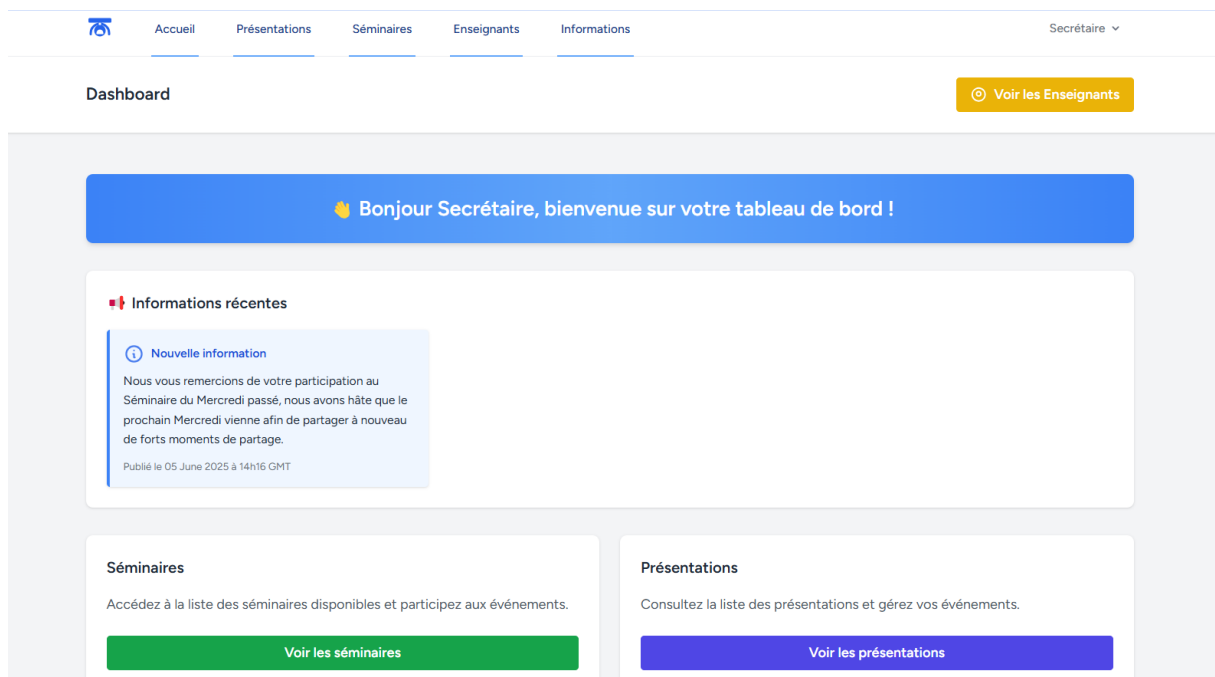 Accueil Présentations Séminaires Enseignants Informations Secrétaire
Dashboard
Voir les Enseignants
👋 Bonjour Secrétaire, bienvenue sur votre tableau de bord !
Informations récentes
Nouvelle information
Nous vous remercions de votre participation au
Séminaire du Mercredi passé, nous avons hâte que le
prochain Mercredi vienne afin de partager à nouveau
de forts moments de partage.
Publié le 05 June 2025 à 14h16 GMT
Séminaires
Accédez à la liste des séminaires disponibles et participez aux événements.
Voir les séminaires
Présentations
Consultez la liste des présentations et gérez vos événements.
Voir les présentations